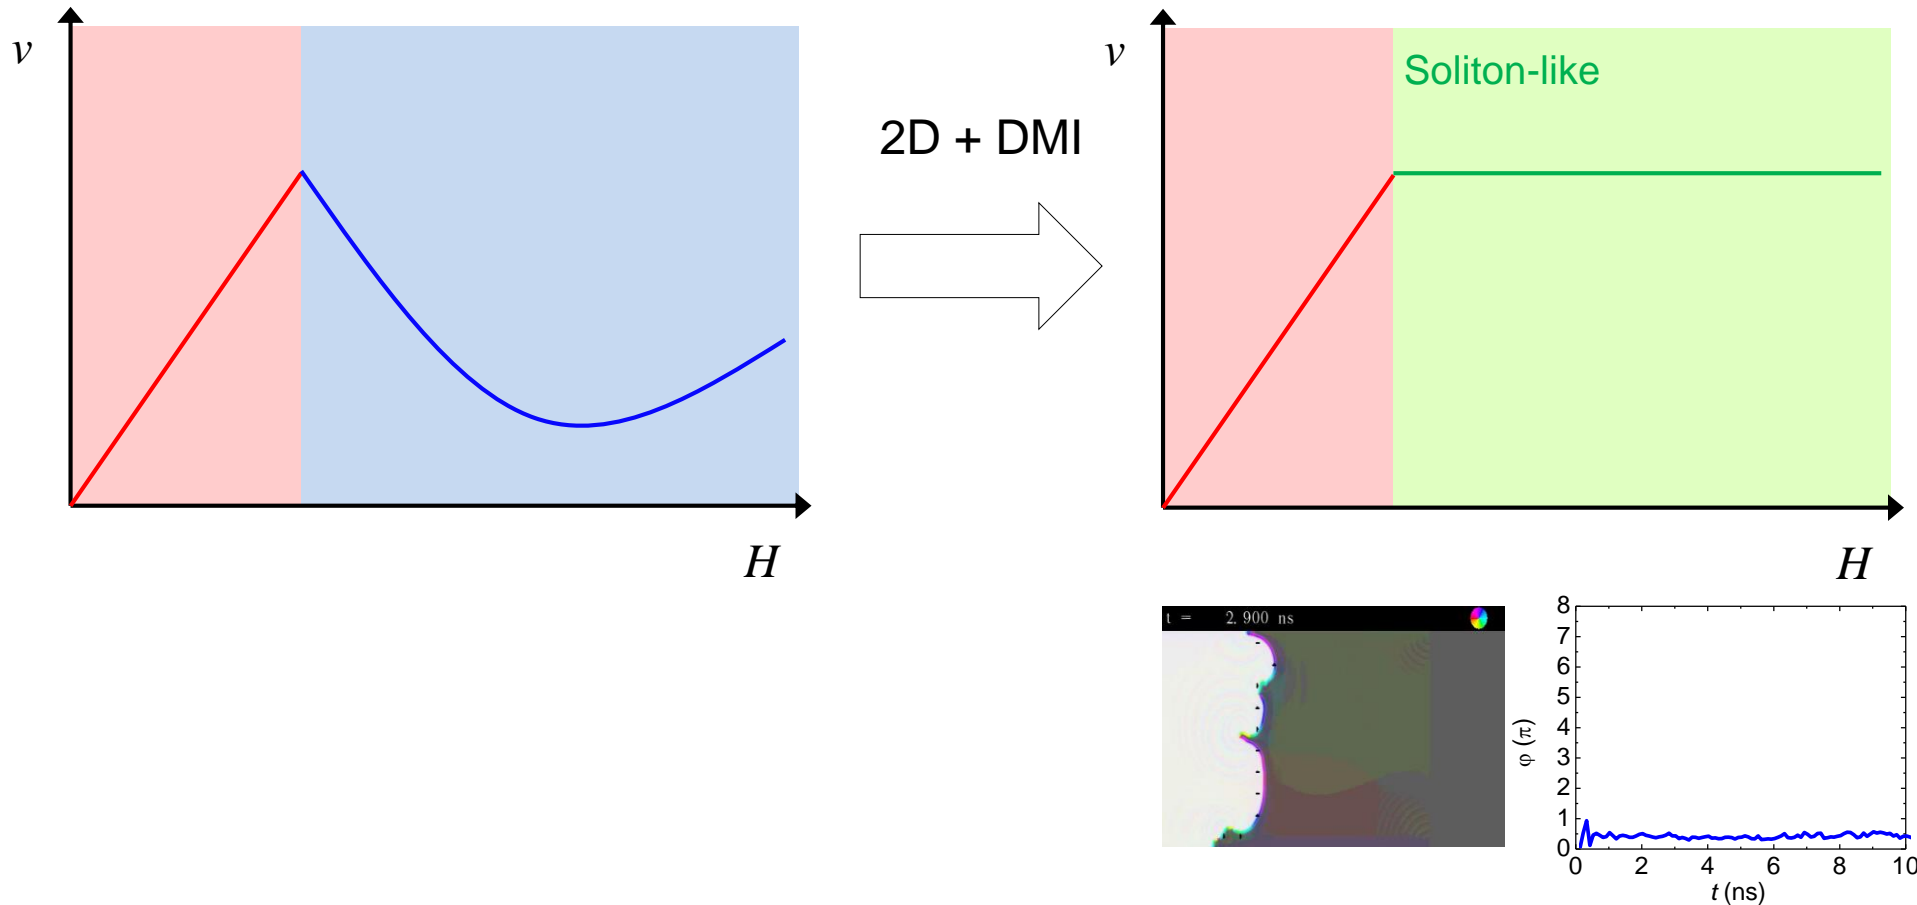 v
H
2D + DMI
v
Soliton-like
H
t = 2.900 ns
8
7
6
5
4
3
2
1
0
φ (π)
0 2 4 6 8 10
t (ns)